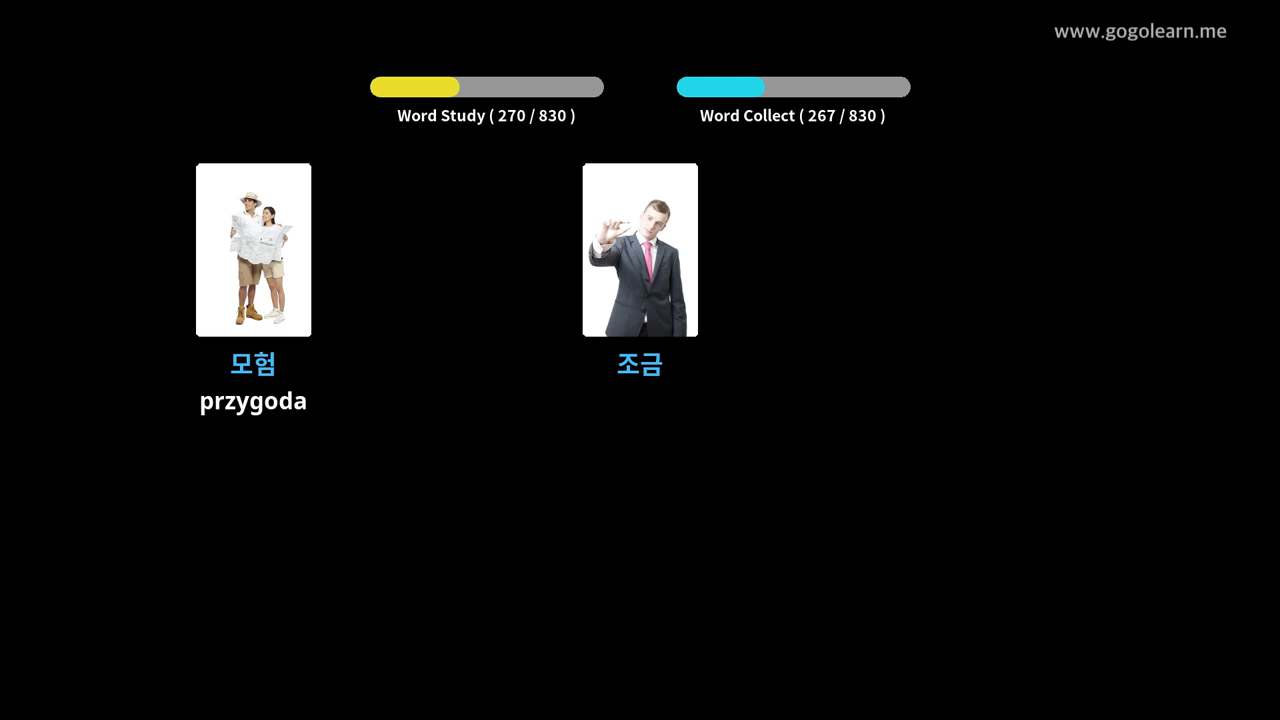 www.gogolearn.me
Word Study ( 270 / 830 )
Word Collect ( 267 / 830 )
모험
przygoda
조금